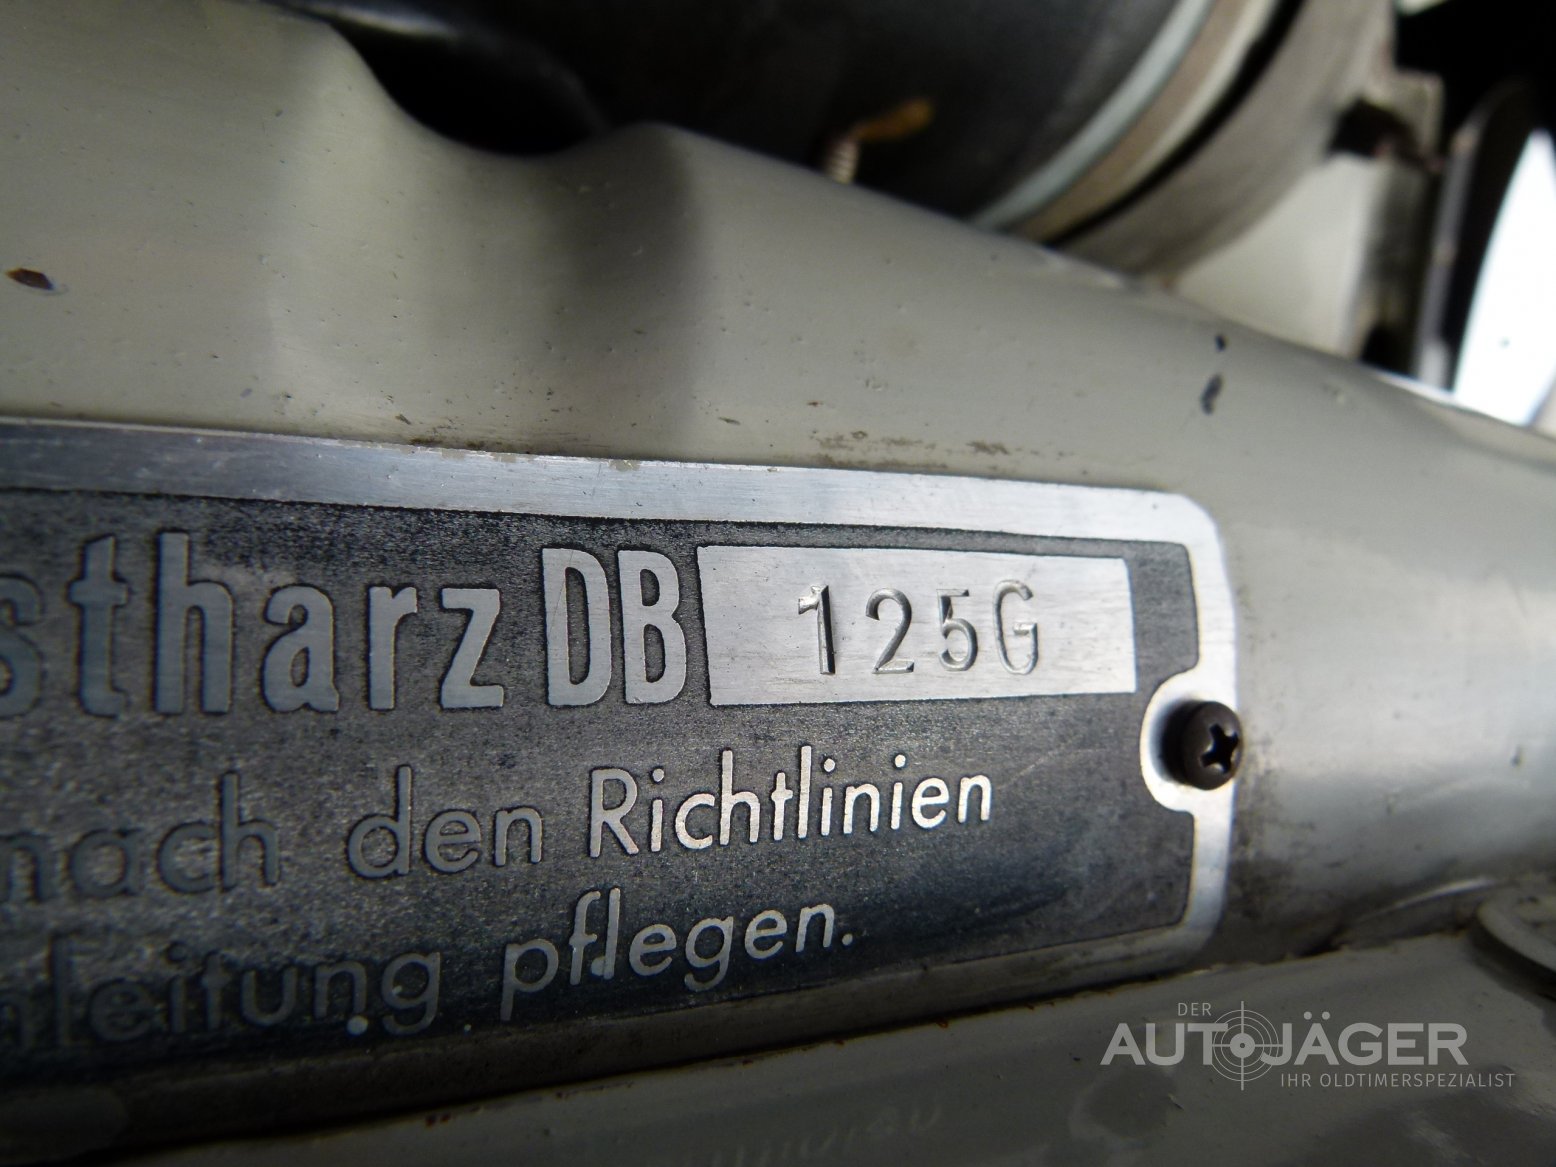 stharz DB 125G
nach den Richtlinien
nleitung pflegen.
DER
AUTOJÄGER
IHR OLDTIMERSPEZIALIST